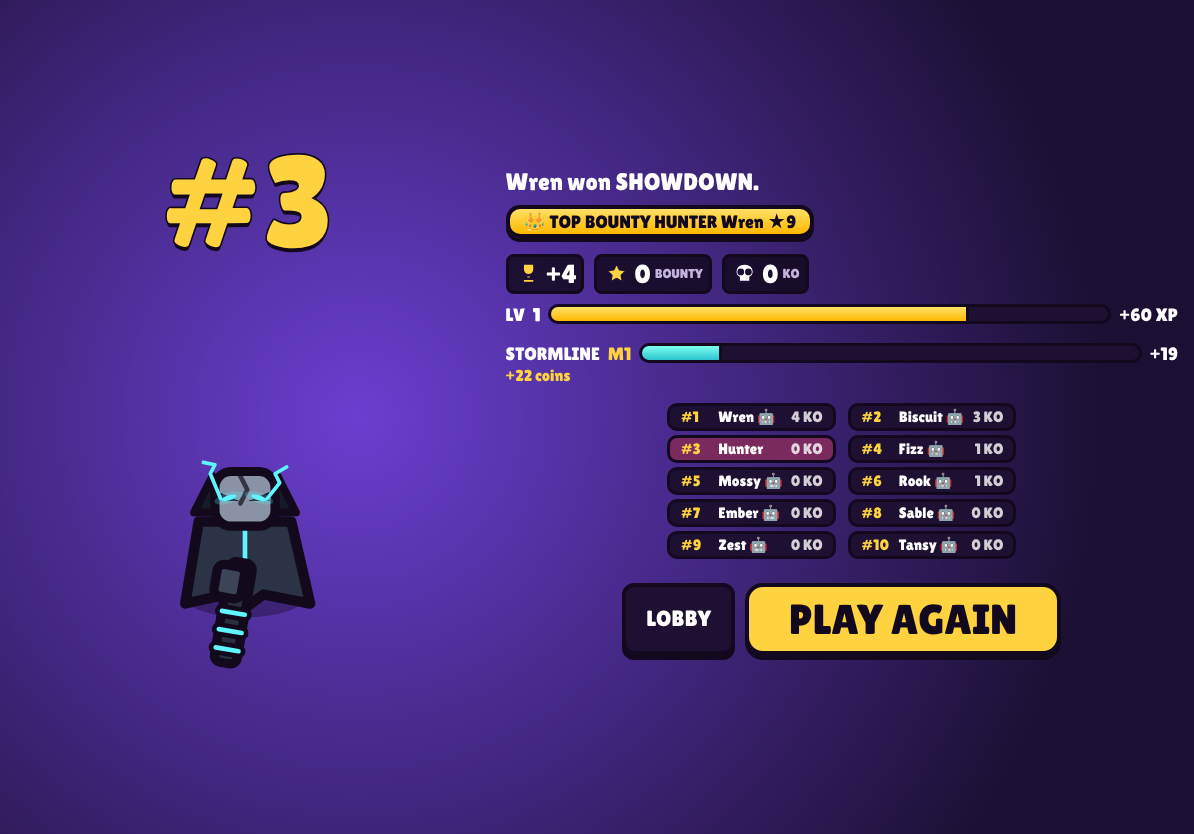 #3
Wren won SHOWDOWN.
👑 TOP BOUNTY HUNTER Wren ★9
+4
0 BOUNTY
0 KO
LV 1 +60 XP
STORMLINE M1 +19
+22 coins
#1 Wren 🤖 4 KO
#2 Biscuit 🤖 3 KO
#3 Hunter 0 KO
#4 Fizz 🤖 1 KO
#5 Mossy 🤖 0 KO
#6 Rook 🤖 1 KO
#7 Ember 🤖 0 KO
#8 Sable 🤖 0 KO
#9 Zest 🤖 0 KO
#10 Tansy 🤖 0 KO
LOBBY
PLAY AGAIN